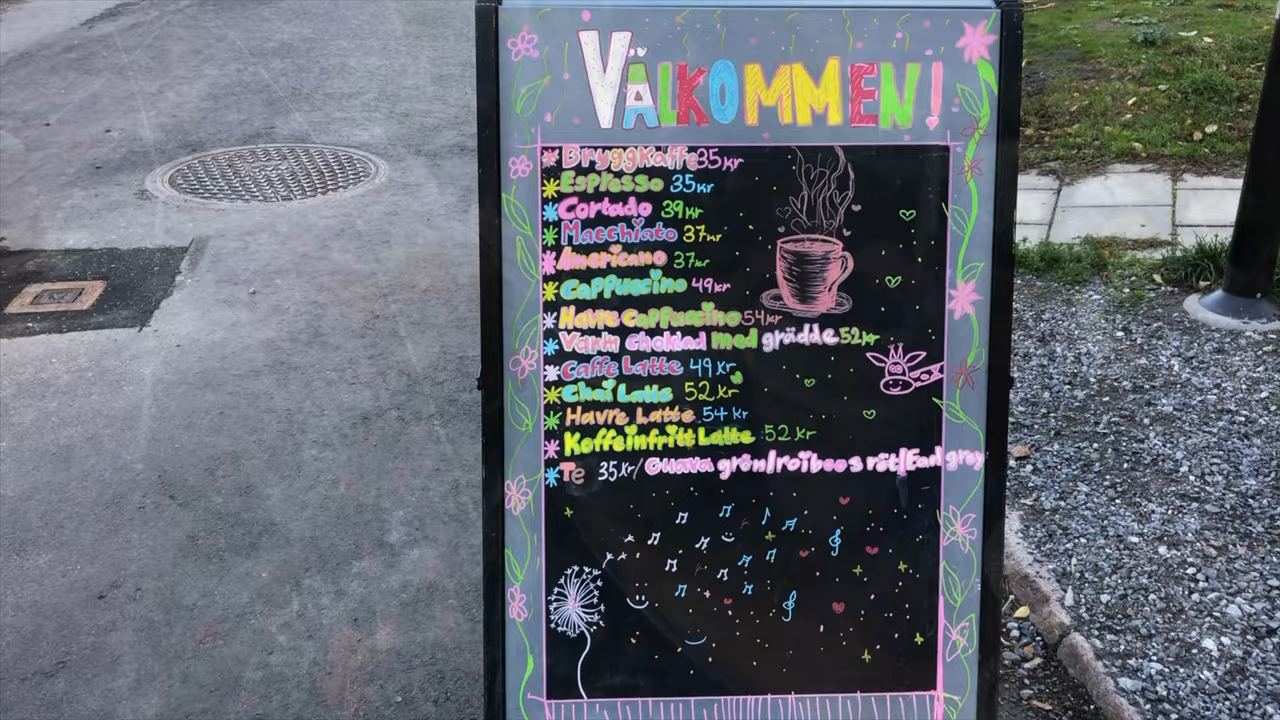 VÄLKOMMEN!
Bryggkaffe 35 kr
Espresso 35 kr
Cortado 39 kr
Macchiato 37 kr
Americano 37 kr
Cappuccino 49 kr
Havre cappuccino 54 kr
Varm choklad med grädde 52 kr
Caffe Latte 49 kr
Chai Latte 52 kr
Havre Latte 54 kr
Koffeinfritt Latte 52 kr
Te 35 kr/ Guava grön/roiboos röt/Earl grey